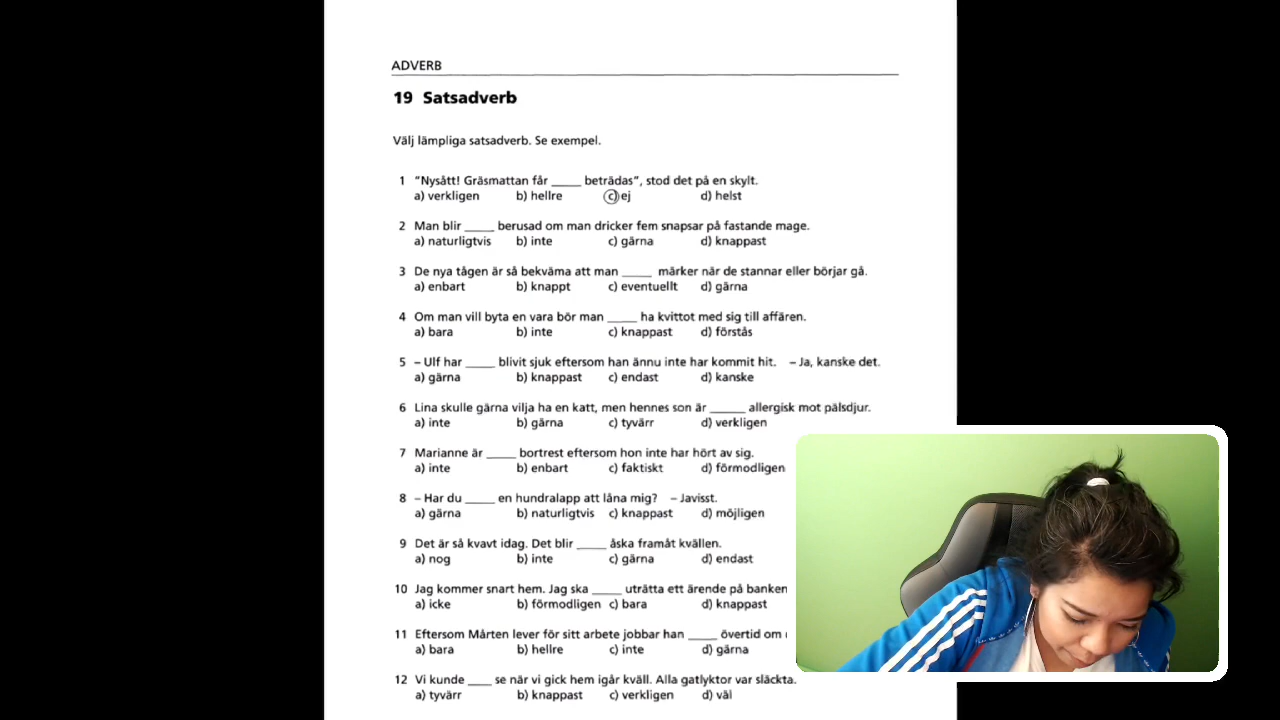 ADVERB
19 Satsadverb
Välj lämpliga satsadverb. Se exempel.
1 "Nysått! Gräsmattan får _____ beträdas", stod det på en skylt.
a) verkligen b) hellre c) ej d) helst
2 Man blir _____ berusad om man dricker fem snapsar på fastande mage.
a) naturligtvis b) inte c) gärna d) knappast
3 De nya tågen är så bekväma att man _____ märker när de stannar eller börjar gå.
a) enbart b) knappt c) eventuellt d) gärna
4 Om man vill byta en vara bör man _____ ha kvittot med sig till affären.
a) bara b) inte c) knappast d) förstås
5 – Ulf har _____ blivit sjuk eftersom han ännu inte har kommit hit. – Ja, kanske det.
a) gärna b) knappast c) endast d) kanske
6 Lina skulle gärna vilja ha en katt, men hennes son är _____ allergisk mot pälsdjur.
a) inte b) gärna c) tyvärr d) verkligen
7 Marianne är _____ bortrest eftersom hon inte har hört av sig.
a) inte b) enbart c) faktiskt d) förmodligen
8 – Har du _____ en hundralapp att låna mig? – Javisst.
a) gärna b) naturligtvis c) knappast d) möjligen
9 Det är så kvavt idag. Det blir _____ åska framåt kvällen.
a) nog b) inte c) gärna d) endast
10 Jag kommer snart hem. Jag ska _____ uträtta ett ärende på banken
a) icke b) förmodligen c) bara d) knappast
11 Eftersom Mårten lever för sitt arbete jobbar han _____ övertid om
a) bara b) hellre c) inte d) gärna
12 Vi kunde _____ se när vi gick hem igår kväll. Alla gatlyktor var släckta.
a) tyvärr b) knappast c) verkligen d) väl